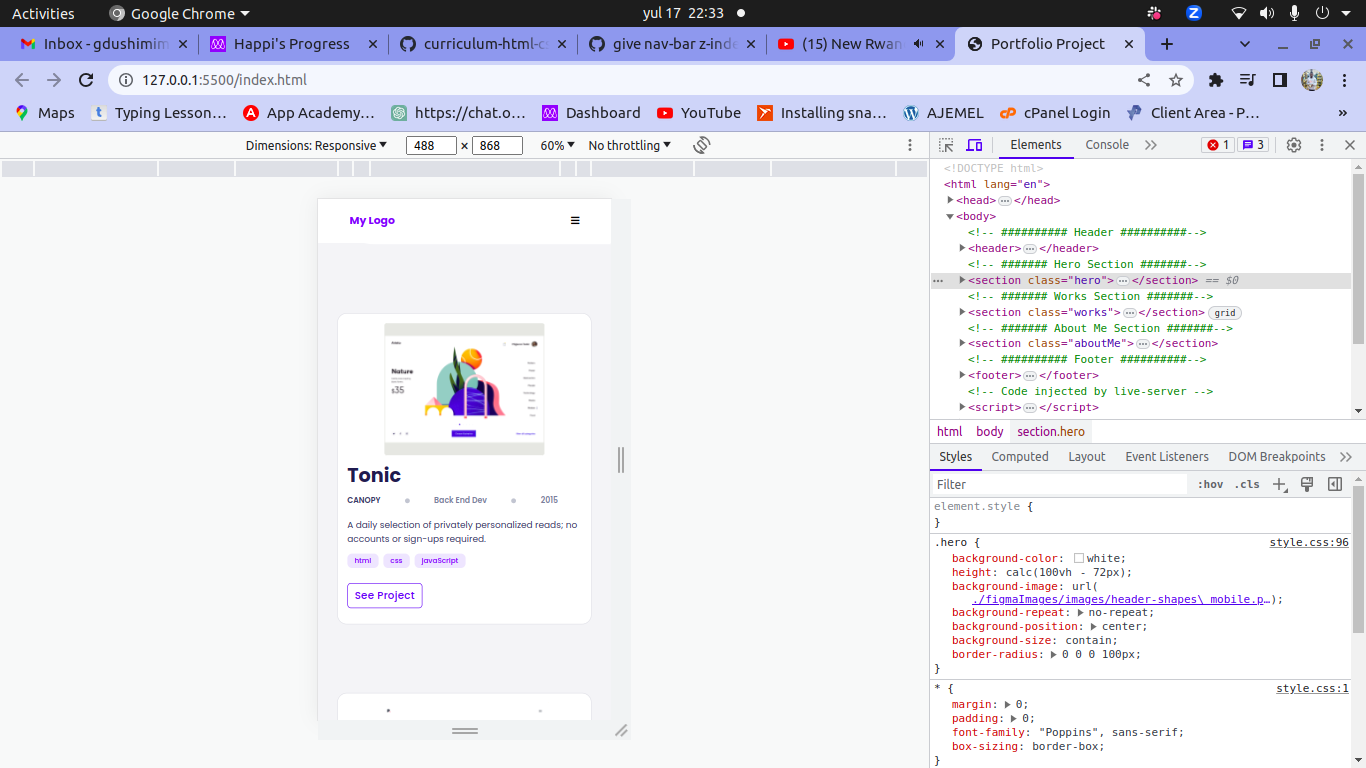 Activities
Google Chrome
yul 17 22:33
Inbox - gdushimim
Happi's Progress
curriculum-html-cs
give nav-bar z-inde
(15) New Rwan
Portfolio Project
127.0.0.1:5500/index.html
Maps
Typing Lesson…
App Academy…
https://chat.o…
Dashboard
YouTube
Installing sna…
AJEMEL
cPanel Login
Client Area - P…
»
Dimensions: Responsive
488 × 868
60%
No throttling
Elements
Console
1
3
My Logo
Nature
$35
Tonic
CANOPY
Back End Dev
2015
A daily selection of privately personalized reads; no
accounts or sign-ups required.
html css javaScript
See Project
<!DOCTYPE html>
<html lang="en">
<head>…</head>
<body>
<!-- ########## Header ##########-->
<header>…</header>
<!-- ####### Hero Section #######-->
<section class="hero">…</section> == $0
<!-- ####### Works Section #######-->
<section class="works">…</section> grid
<!-- ####### About Me Section #######-->
<section class="aboutMe">…</section>
<!-- ########## Footer ##########-->
<footer>…</footer>
<!-- Code injected by live-server -->
<script>…</script>
html body section.hero
Styles Computed Layout Event Listeners DOM Breakpoints
Filter :hov .cls
element.style {
}
.hero { style.css:96
background-color: white;
height: calc(100vh - 72px);
background-image: url(
./figmaImages/images/header-shapes\ mobile.p…);
background-repeat: no-repeat;
background-position: center;
background-size: contain;
border-radius: 0 0 0 100px;
}
* { style.css:1
margin: 0;
padding: 0;
font-family: "Poppins", sans-serif;
box-sizing: border-box;
}